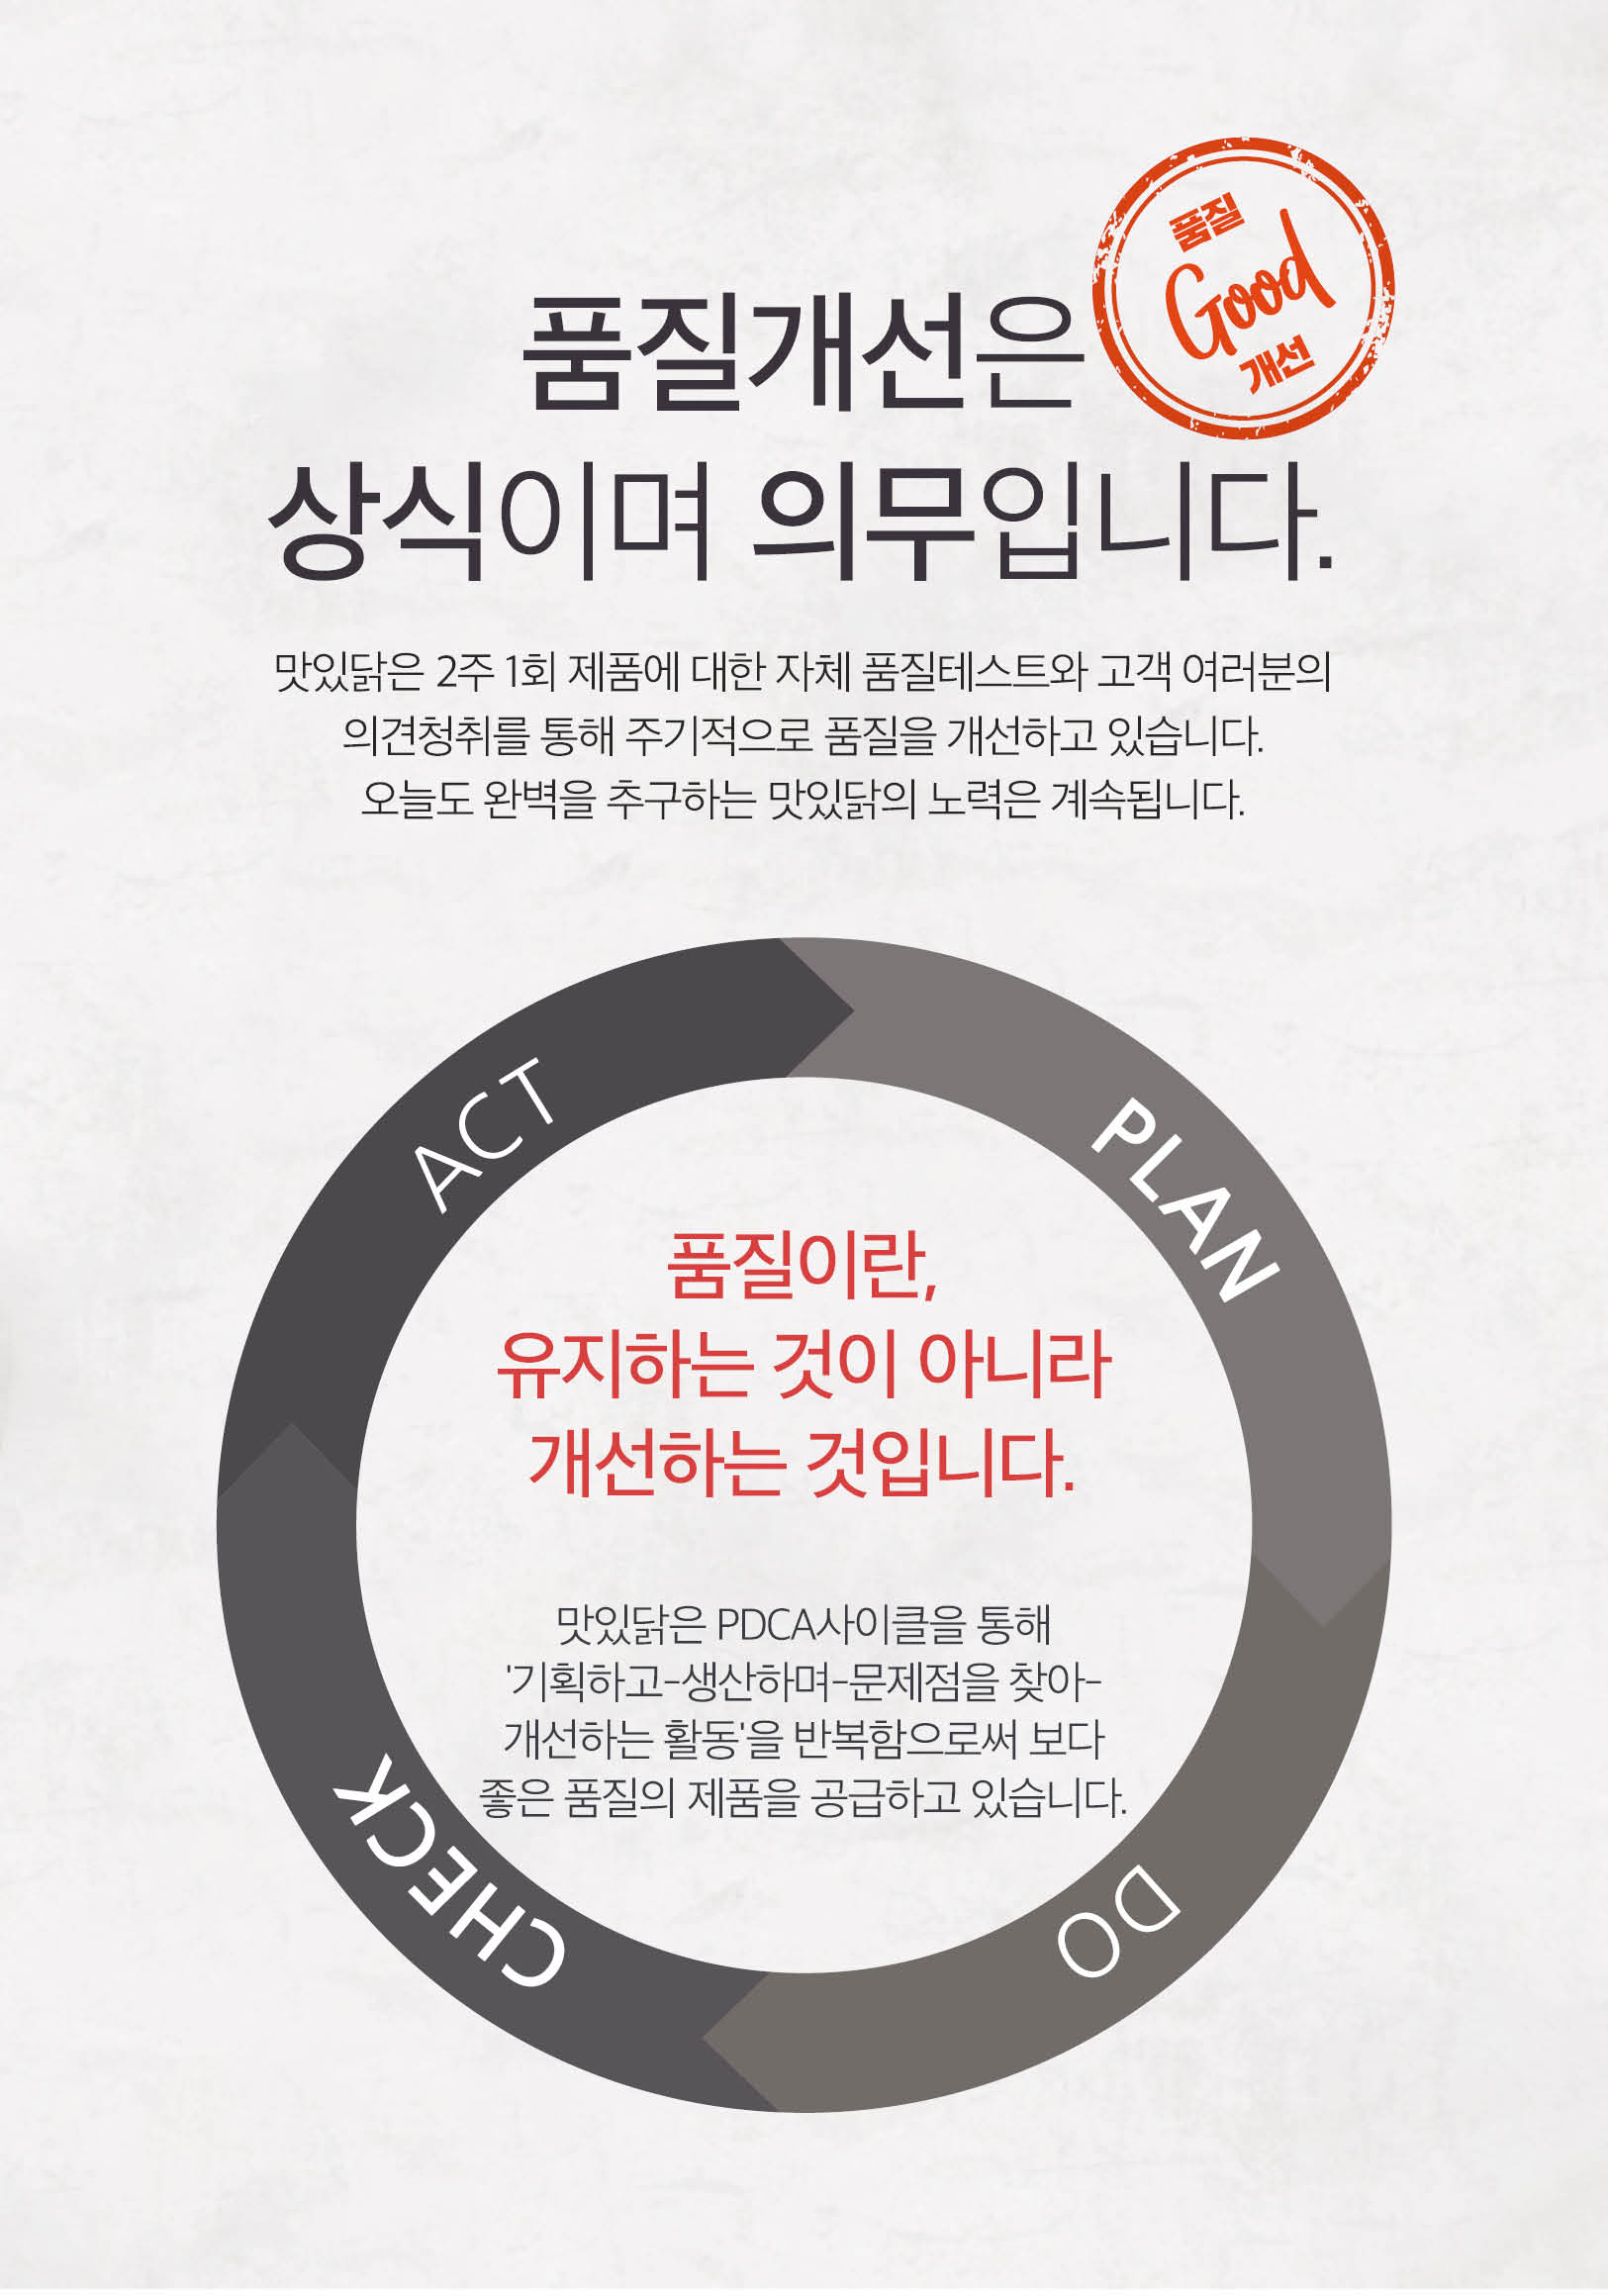 품질
Good
개선
품질개선은
상식이며 의무입니다.
맛있닭은 2주 1회 제품에 대한 자체 품질테스트와 고객 여러분의
의견청취를 통해 주기적으로 품질을 개선하고 있습니다.
오늘도 완벽을 추구하는 맛있닭의 노력은 계속됩니다.
ACT
PLAN
품질이란,
유지하는 것이 아니라
개선하는 것입니다.
맛있닭은 PDCA사이클을 통해
'기획하고-생산하며-문제점을 찾아-
개선하는 활동'을 반복함으로써 보다
좋은 품질의 제품을 공급하고 있습니다.
CHECK
DO